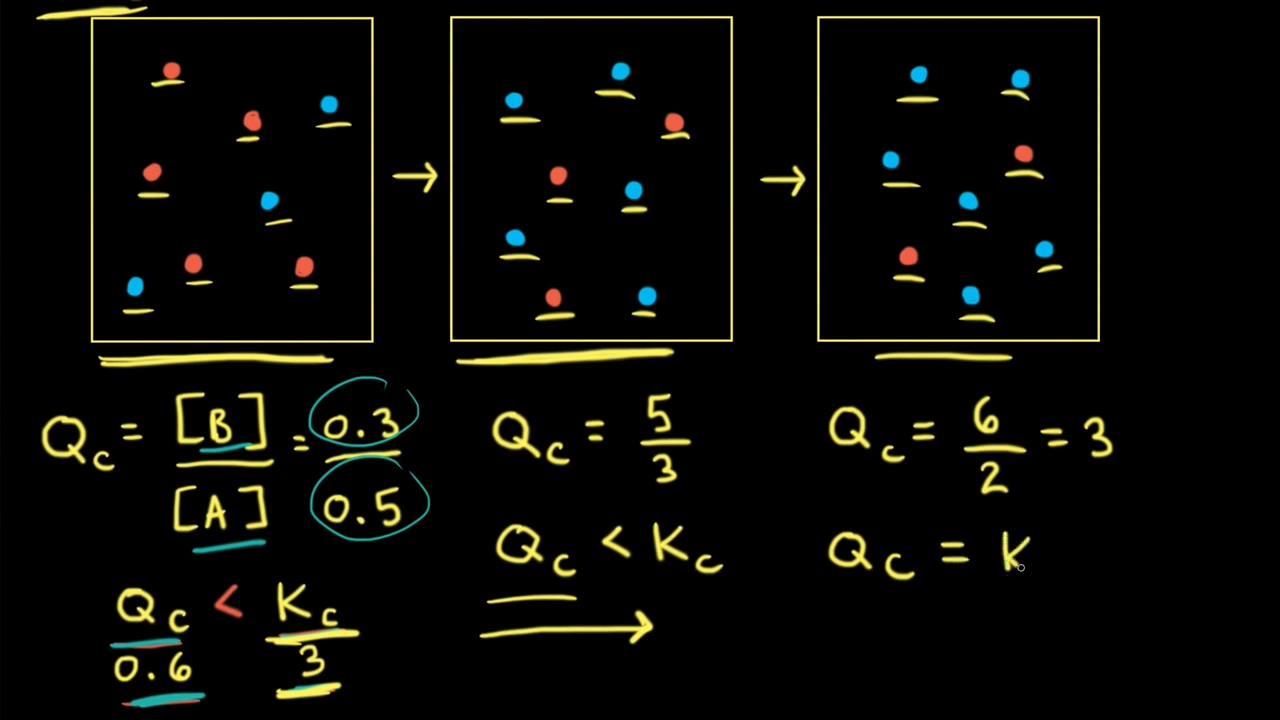 Qc = [B] / [A] = 0.3 / 0.5
Qc < Kc
0.6 3
Qc = 5 / 3
Qc < Kc
→
Qc = 6 / 2 = 3
Qc = K